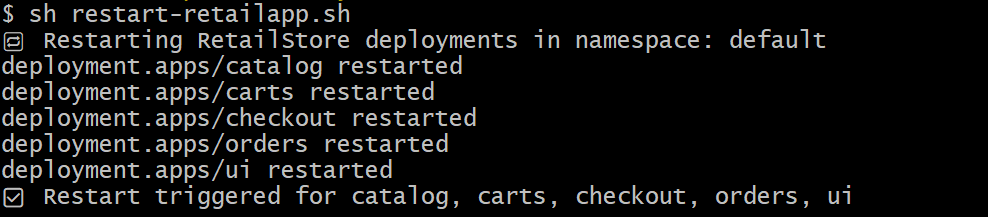 $ sh restart-retailapp.sh
🔁 Restarting RetailStore deployments in namespace: default
deployment.apps/catalog restarted
deployment.apps/carts restarted
deployment.apps/checkout restarted
deployment.apps/orders restarted
deployment.apps/ui restarted
☑ Restart triggered for catalog, carts, checkout, orders, ui